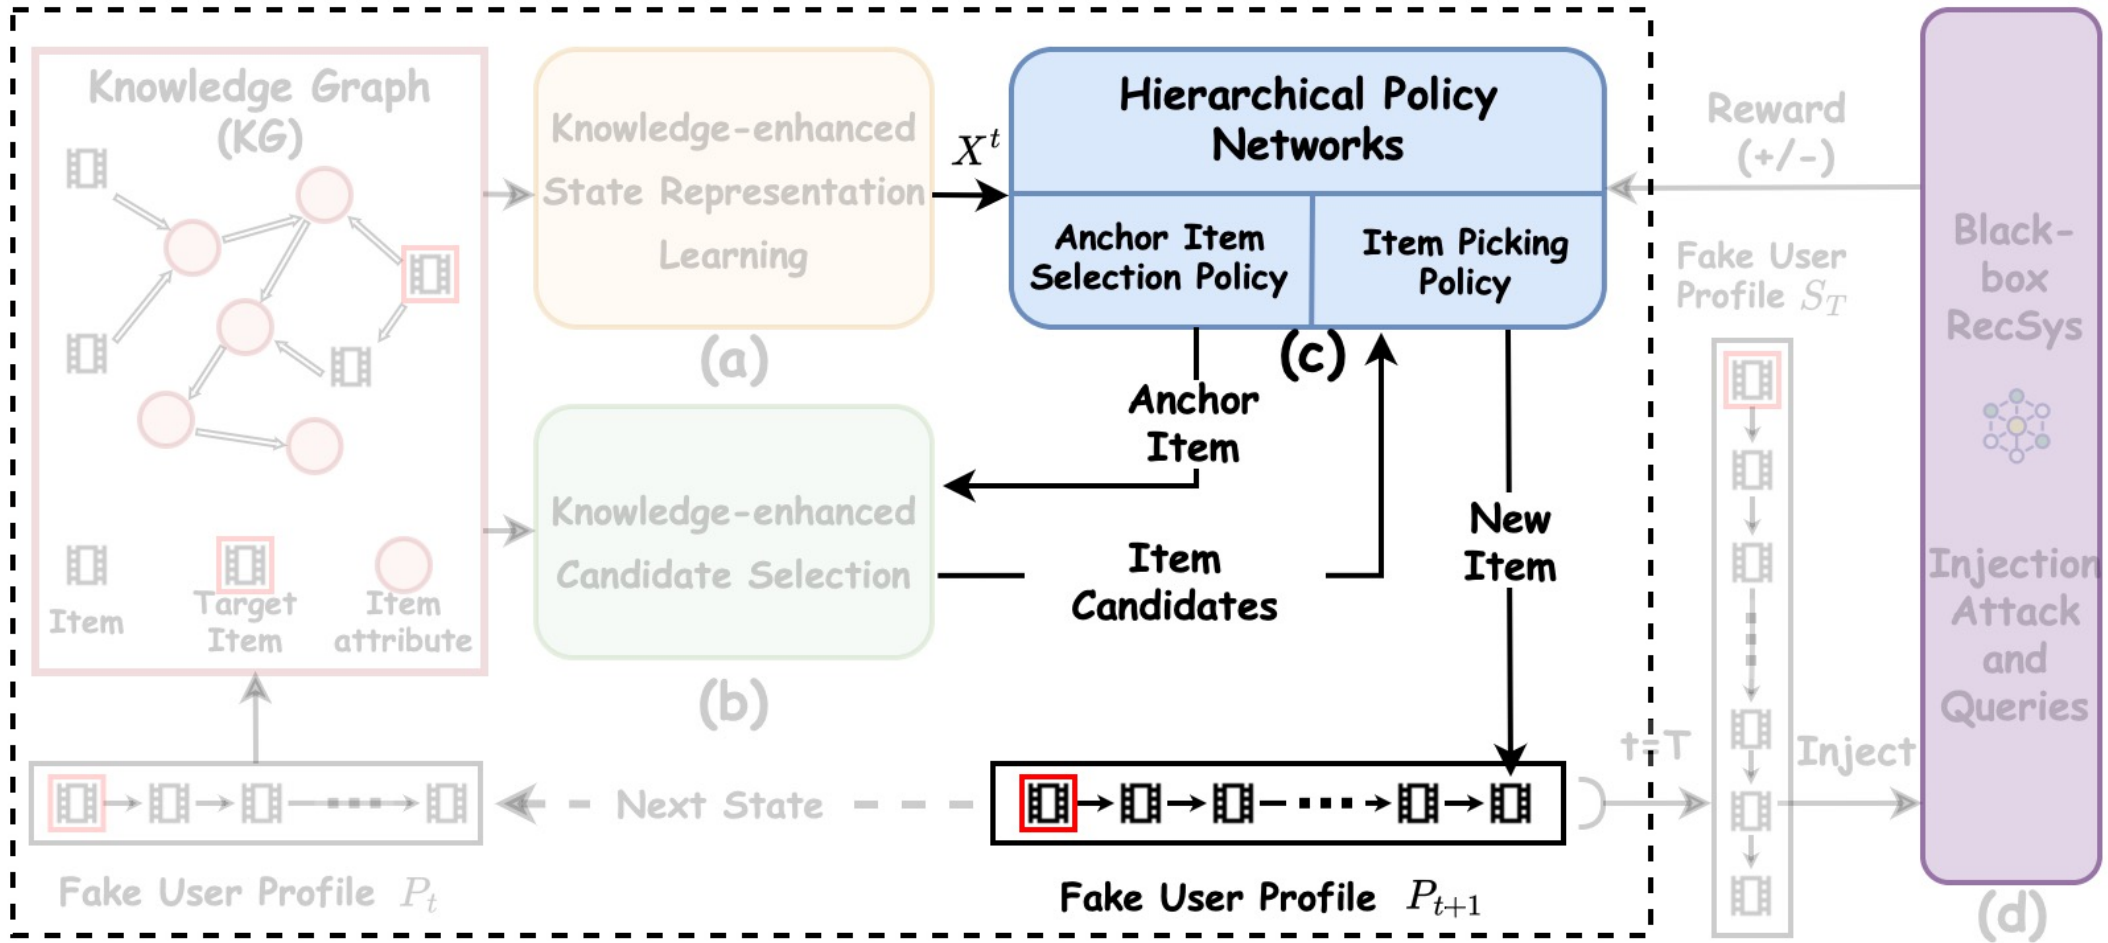 Knowledge Graph
(KG)
Item
Target
Item
Item
attribute
Knowledge-enhanced
State Representation
Learning
(a)
Knowledge-enhanced
Candidate Selection
(b)
X^t
Hierarchical Policy
Networks
Anchor Item
Selection Policy
Item Picking
Policy
(c)
Anchor
Item
Item
Candidates
New
Item
Next State
Fake User Profile P_t
Fake User Profile P_{t+1}
t=T
Reward
(+/-)
Fake User
Profile S_T
Inject
Black-
box
RecSys
Injection
Attack
and
Queries
(d)